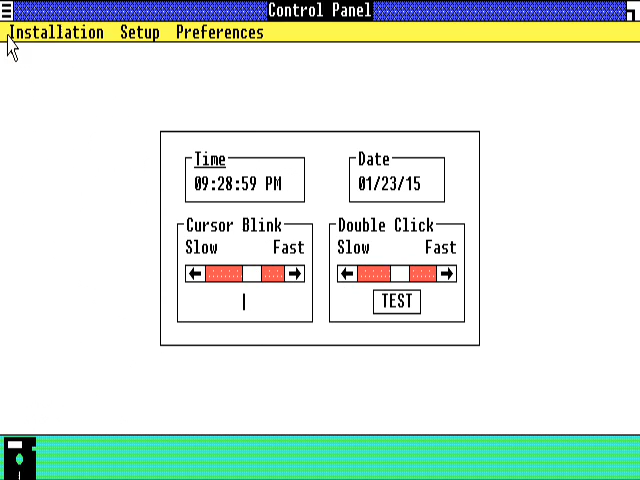 Control Panel
Installation Setup Preferences
Time Date
09:28:59 PM 01/23/15
Cursor Blink Double Click
Slow Fast Slow Fast
TEST